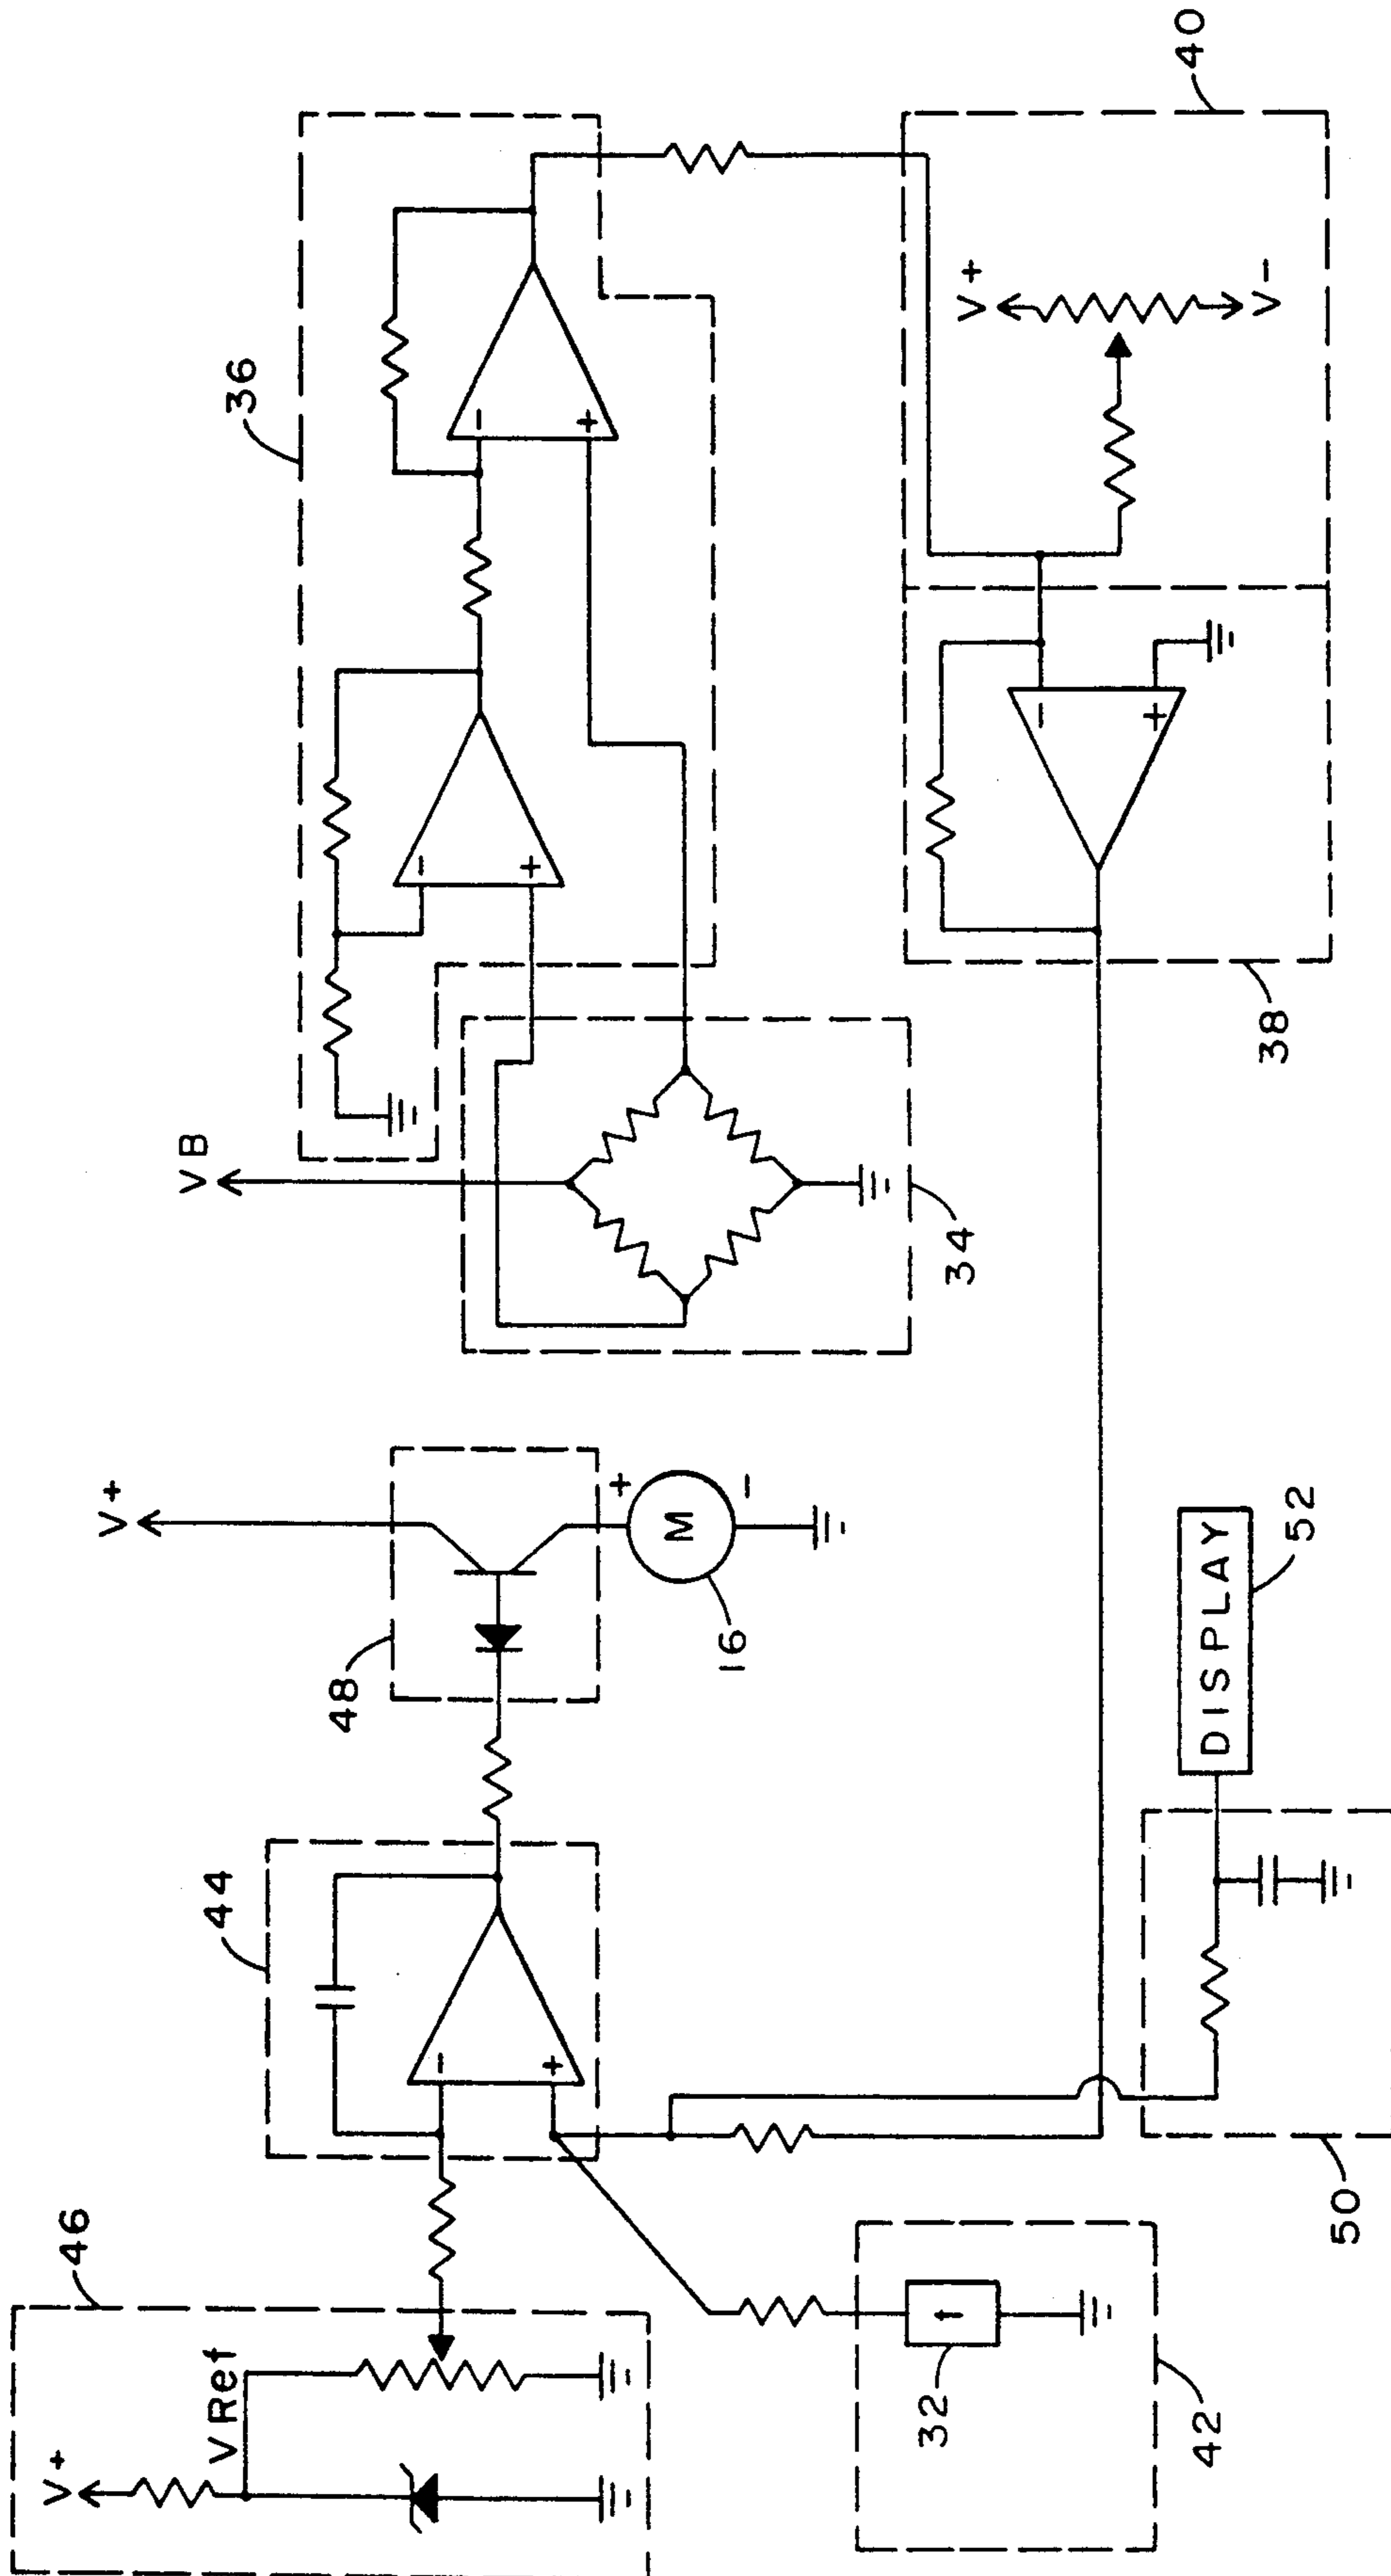 46
V+
VRef
44
48
V+
+
M
−
16
VB
36
−
+
−
+
−
+
32
t
42
50
DISPLAY
52
34
38
−
+
V+
V−
40